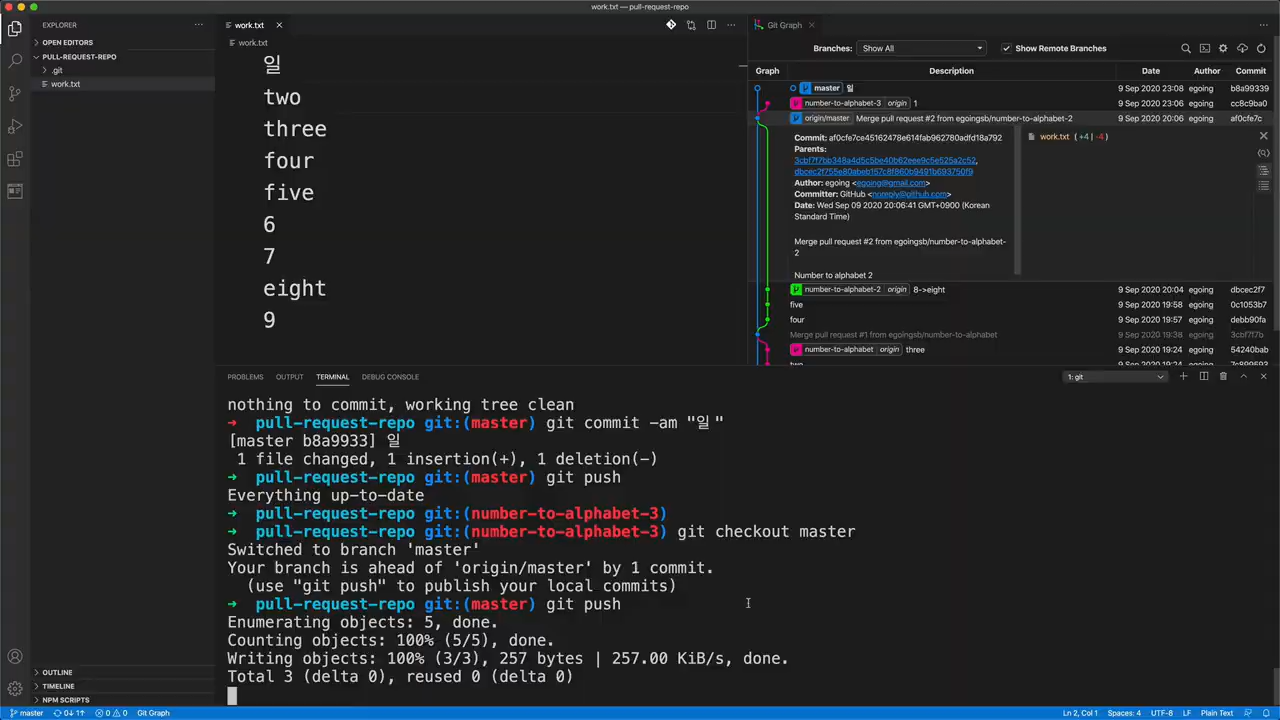 work.txt — pull-request-repo
EXPLORER
OPEN EDITORS
PULL-REQUEST-REPO
.git
work.txt
OUTLINE
TIMELINE
NPM SCRIPTS
work.txt
work.txt
일
two
three
four
five
6
7
eight
9
Git Graph
Branches: Show All Show Remote Branches
Graph Description Date Author Commit
master 일 9 Sep 2020 23:08 egoing b8a99339
number-to-alphabet-3 origin 1 9 Sep 2020 23:06 egoing cc8c9ba0
origin/master Merge pull request #2 from egoingsb/number-to-alphabet-2 9 Sep 2020 20:06 egoing af0cfe7c
Commit: af0cfe7ce45162478e614fab962780adfd18a792
Parents:
3cbf7f7bb348a4d5c5be40b62eee9c5e525a2c52,
dbcec2f755e80abeb157c8f860b9491b693750f9
Author: egoing <egoing@gmail.com>
Committer: GitHub <noreply@github.com>
Date: Wed Sep 09 2020 20:06:41 GMT+0900 (Korean
Standard Time)
Merge pull request #2 from egoingsb/number-to-alphabet-
2
Number to alphabet 2
work.txt (+4|-4)
number-to-alphabet-2 origin 8->eight 9 Sep 2020 20:04 egoing dbcec2f7
five 9 Sep 2020 19:58 egoing 0c1053b7
four 9 Sep 2020 19:57 egoing debb90fa
Merge pull request #1 from egoingsb/number-to-alphabet 9 Sep 2020 19:38 egoing 3cbf7f7b
number-to-alphabet origin three 9 Sep 2020 19:24 egoing 54240bab
two 9 Sep 2020 19:24 egoing
PROBLEMS OUTPUT TERMINAL DEBUG CONSOLE 1: git
nothing to commit, working tree clean
➜ pull-request-repo git:(master) git commit -am "일"
[master b8a9933] 일
1 file changed, 1 insertion(+), 1 deletion(-)
➜ pull-request-repo git:(master) git push
Everything up-to-date
➜ pull-request-repo git:(number-to-alphabet-3)
➜ pull-request-repo git:(number-to-alphabet-3) git checkout master
Switched to branch 'master'
Your branch is ahead of 'origin/master' by 1 commit.
(use "git push" to publish your local commits)
➜ pull-request-repo git:(master) git push
Enumerating objects: 5, done.
Counting objects: 100% (5/5), done.
Writing objects: 100% (3/3), 257 bytes | 257.00 KiB/s, done.
Total 3 (delta 0), reused 0 (delta 0)
master 0↓ 1↑ 0 0 Git Graph Ln 2, Col 1 Spaces: 4 UTF-8 LF Plain Text